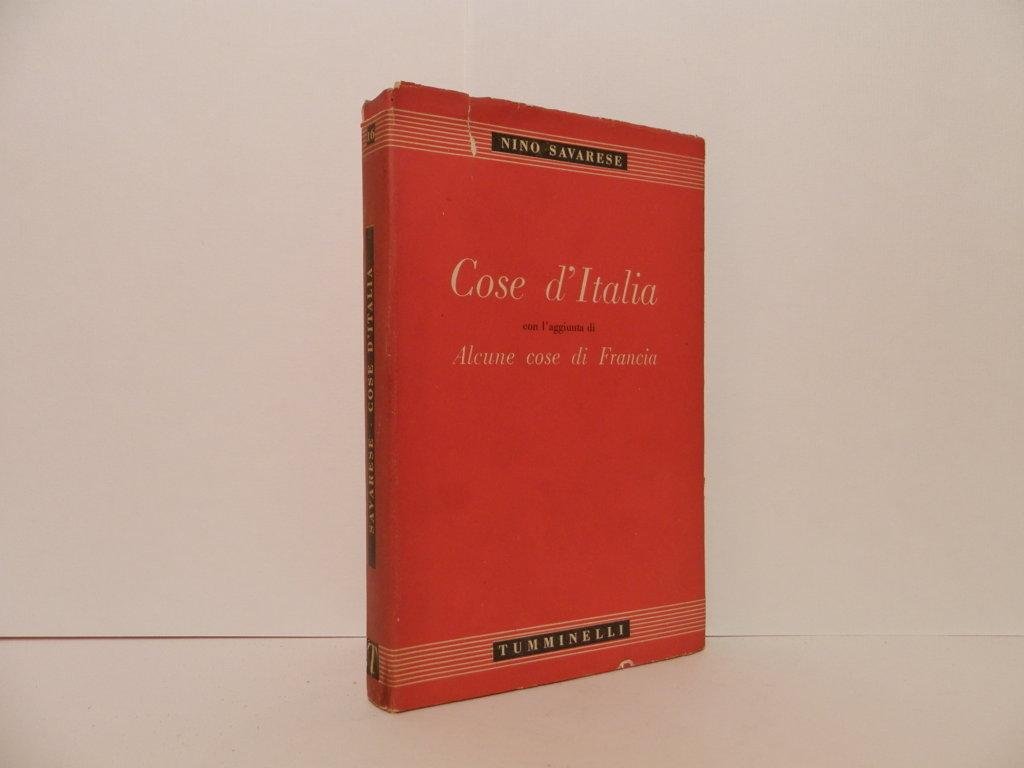 NINO SAVARESE
Cose d'Italia
con l'aggiunta di
Alcune cose di Francia
TUMMINELLI
16
SAVARESE - COSE D'ITALIA
T